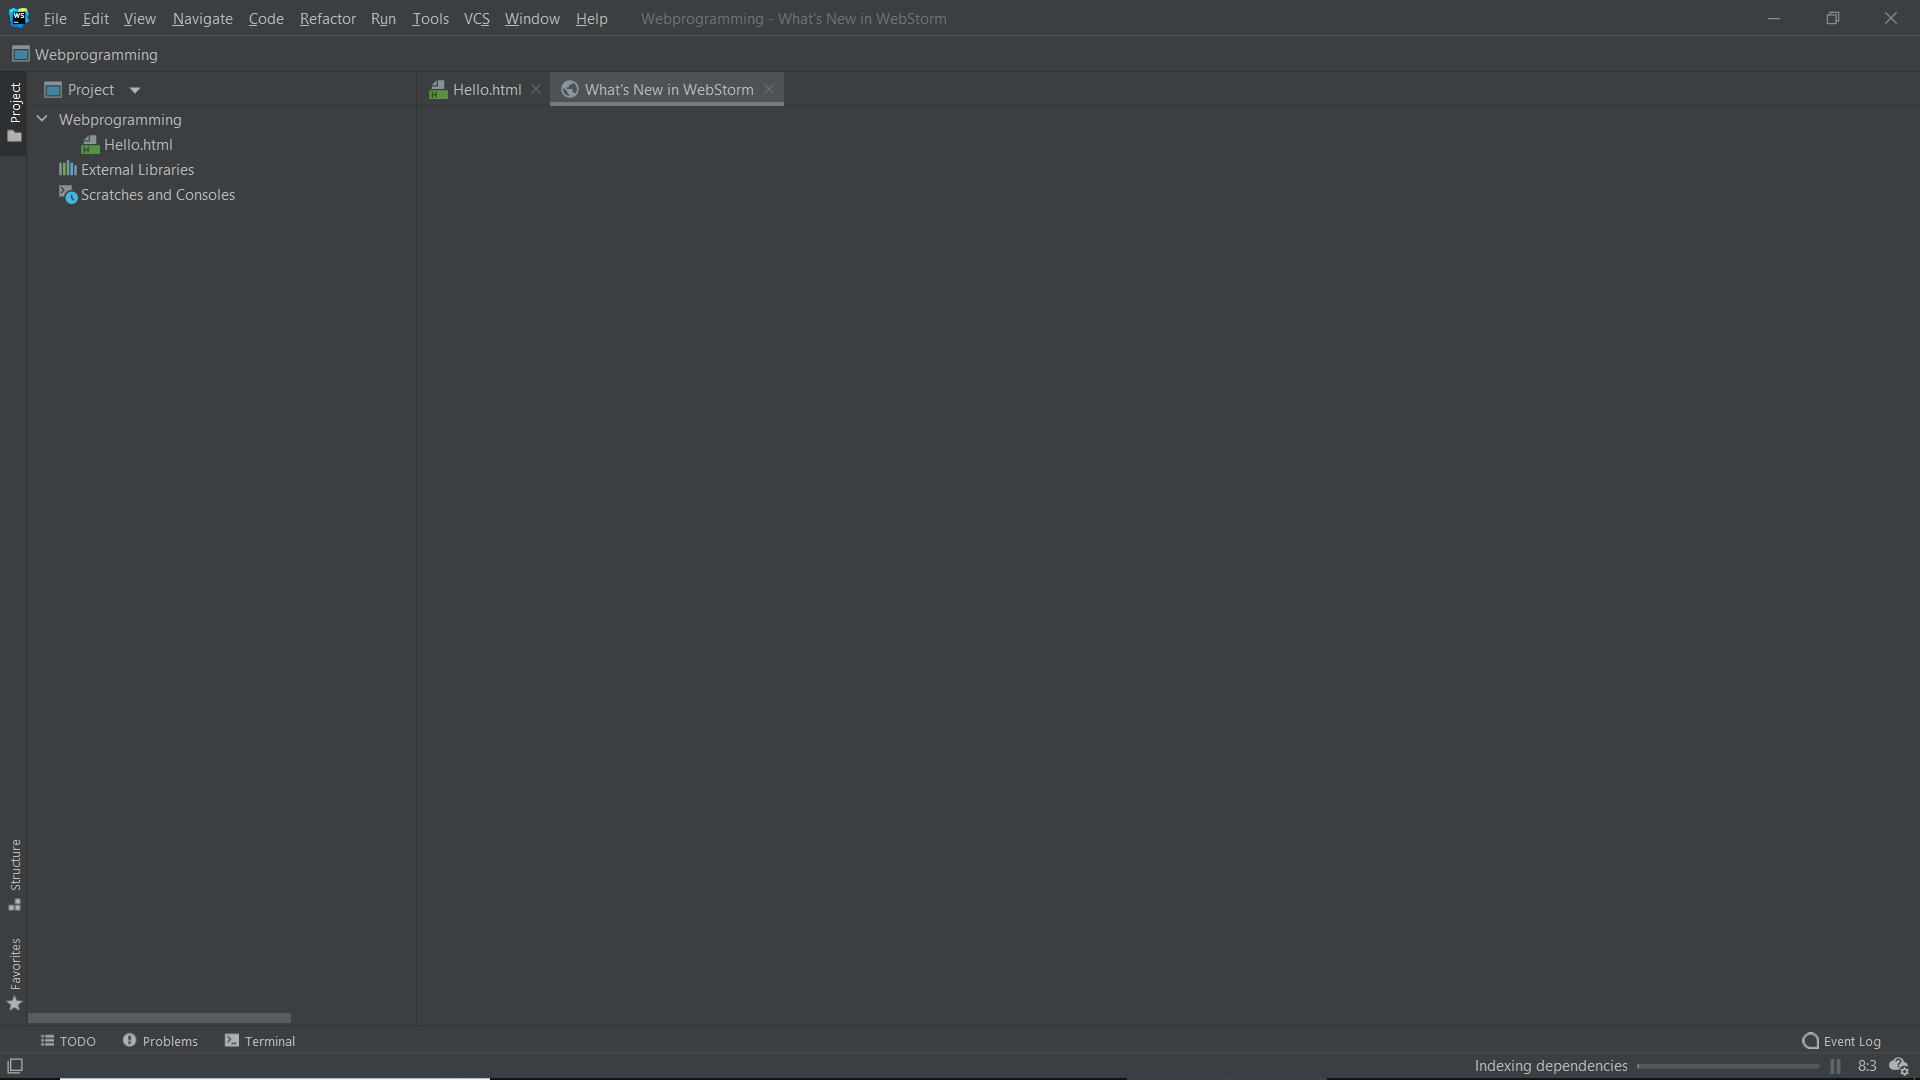 WS File Edit View Navigate Code Refactor Run Tools VCS Window Help Webprogramming - What's New in WebStorm
Webprogramming
Project
Project
Hello.html
What's New in WebStorm
Webprogramming
Hello.html
External Libraries
Scratches and Consoles
Structure
Favorites
TODO
Problems
Terminal
Event Log
Indexing dependencies
8:3